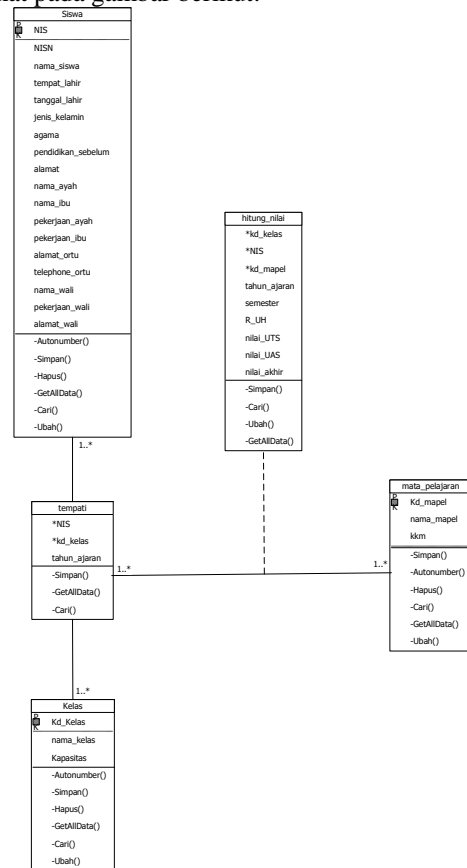 Siswa
PK NIS
NISN
nama_siswa
tempat_lahir
tanggal_lahir
jenis_kelamin
agama
pendidikan_sebelum
alamat
nama_ayah
nama_ibu
pekerjaan_ayah
pekerjaan_ibu
alamat_ortu
telephone_ortu
nama_wali
pekerjaan_wali
alamat_wali
-Autonumber()
-Simpan()
-Hapus()
-GetAllData()
-Cari()
-Ubah()
1..*
hitung_nilai
*kd_kelas
*NIS
*kd_mapel
tahun_ajaran
semester
R_UH
nilai_UTS
nilai_UAS
nilai_akhir
-Simpan()
-Cari()
-Ubah()
-GetAllData()
tempati
*NIS
*kd_kelas
tahun_ajaran
-Simpan()
-GetAllData()
-Cari()
1..*
1..*
mata_pelajaran
PK Kd_mapel
nama_mapel
kkm
-Simpan()
-Autonumber()
-Hapus()
-Cari()
-GetAllData()
-Ubah()
1..*
Kelas
PK Kd_Kelas
nama_kelas
Kapasitas
-Autonumber()
-Simpan()
-Hapus()
-GetAllData()
-Cari()
-Ubah()